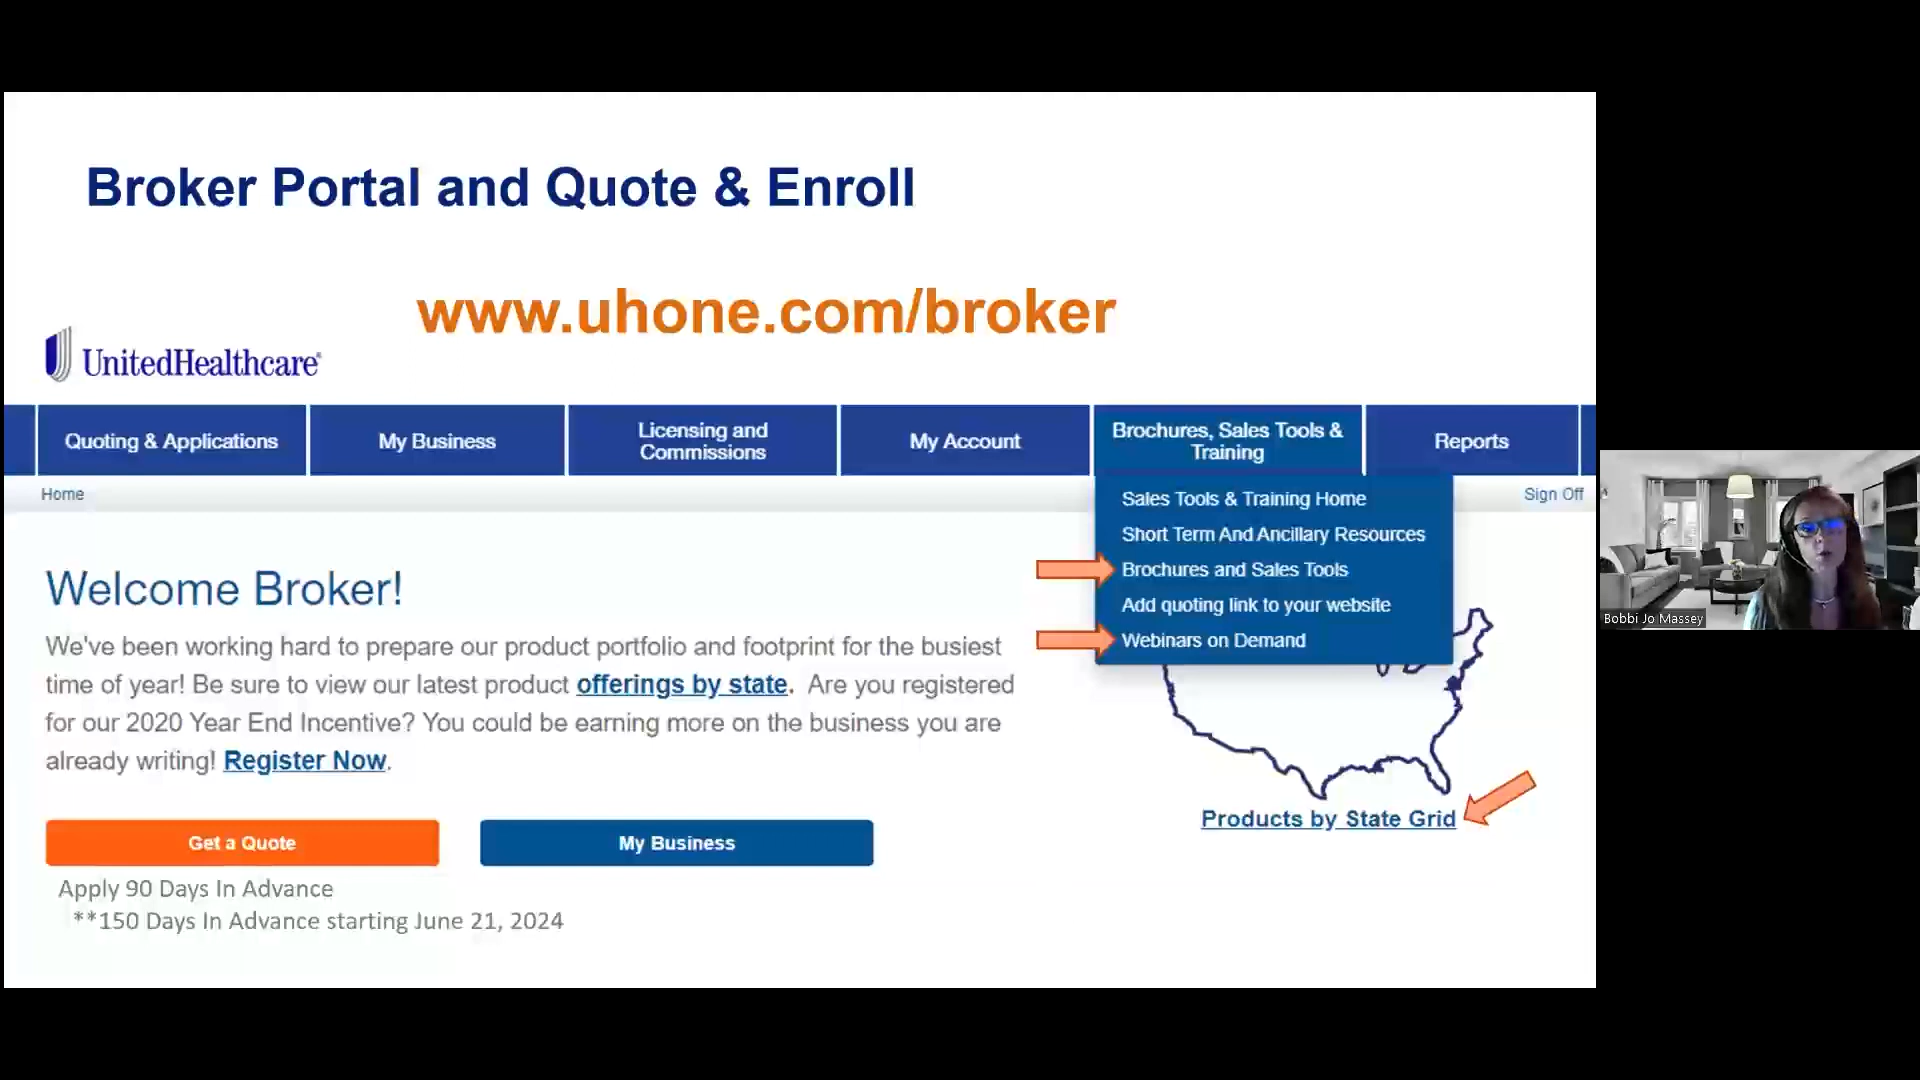 Broker Portal and Quote & Enroll
www.uhone.com/broker
UnitedHealthcare
Quoting & Applications
My Business
Licensing and
Commissions
My Account
Brochures, Sales Tools &
Training
Reports
Home
Sign Off
Sales Tools & Training Home
Short Term And Ancillary Resources
Brochures and Sales Tools
Add quoting link to your website
Webinars on Demand
Welcome Broker!
We've been working hard to prepare our product portfolio and footprint for the busiest
time of year! Be sure to view our latest product offerings by state. Are you registered
for our 2020 Year End Incentive? You could be earning more on the business you are
already writing! Register Now.
Products by State Grid
Get a Quote
My Business
Apply 90 Days In Advance
**150 Days In Advance starting June 21, 2024
Bobbi Jo Massey